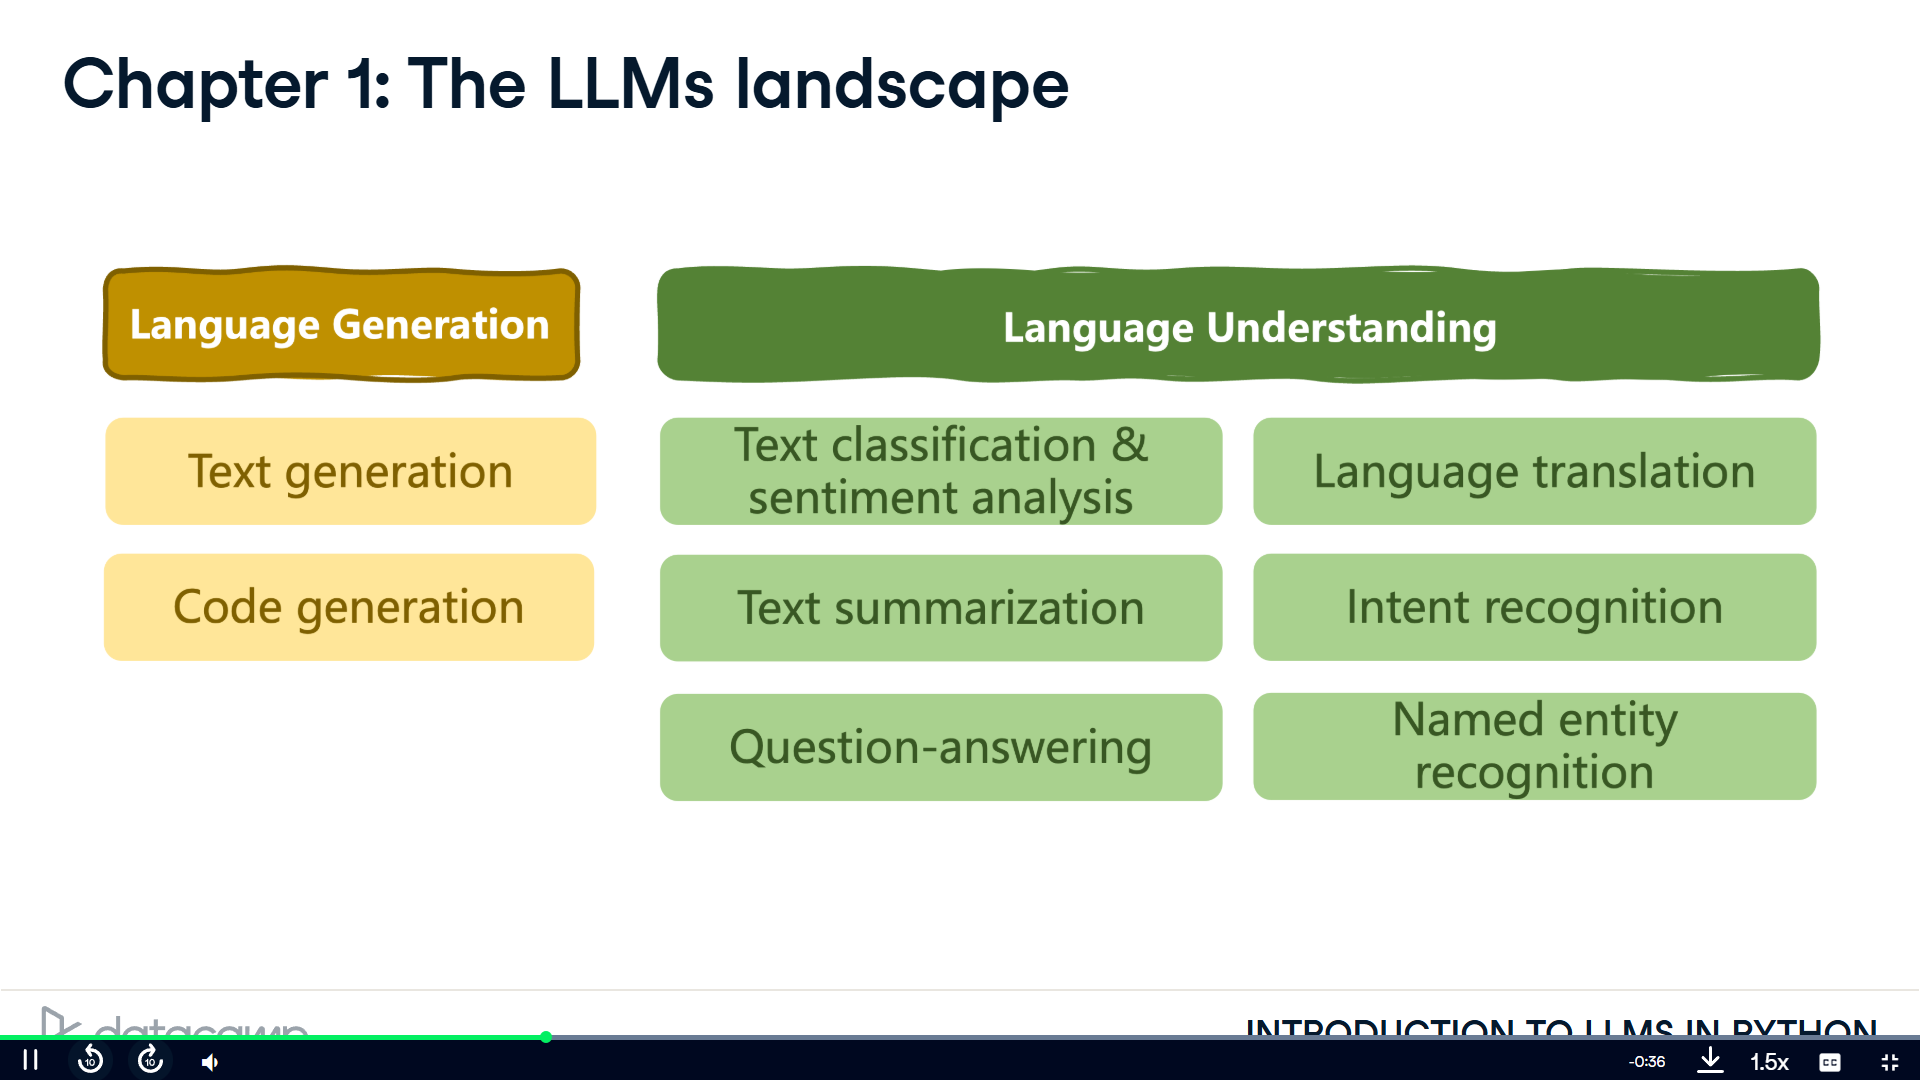 Chapter 1: The LLMs landscape
Language Generation
Language Understanding
Text generation
Text classification &
sentiment analysis
Language translation
Code generation
Text summarization
Intent recognition
Question-answering
Named entity
recognition
datacamp
INTRODUCTION TO LLMS IN PYTHON
10
10
-0:36
1.5x
CC